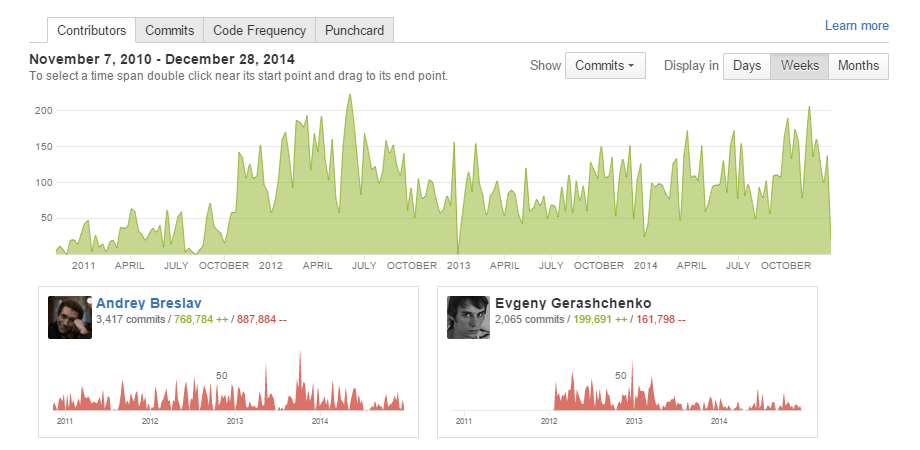 Contributors Commits Code Frequency Punchcard Learn more
November 7, 2010 - December 28, 2014
To select a time span double click near its start point and drag to its end point.
Show Commits Display in Days Weeks Months
200
150
100
50
2011 APRIL JULY OCTOBER 2012 APRIL JULY OCTOBER 2013 APRIL JULY OCTOBER 2014 APRIL JULY OCTOBER
Andrey Breslav
3,417 commits / 768,784 ++ / 887,884 --
50
2011 2012 2013 2014
Evgeny Gerashchenko
2,065 commits / 199,691 ++ / 161,798 --
50
2011 2012 2013 2014